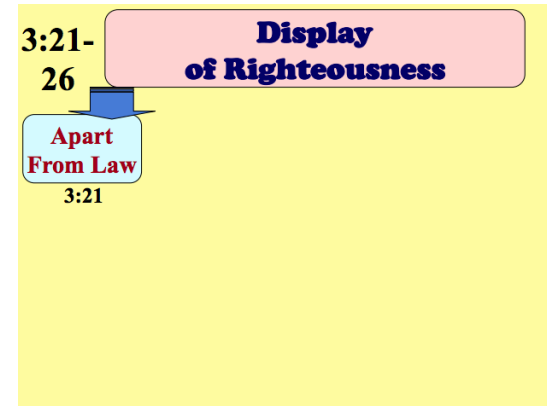 3:21-
26
Display
of Righteousness
Apart
From Law
3:21